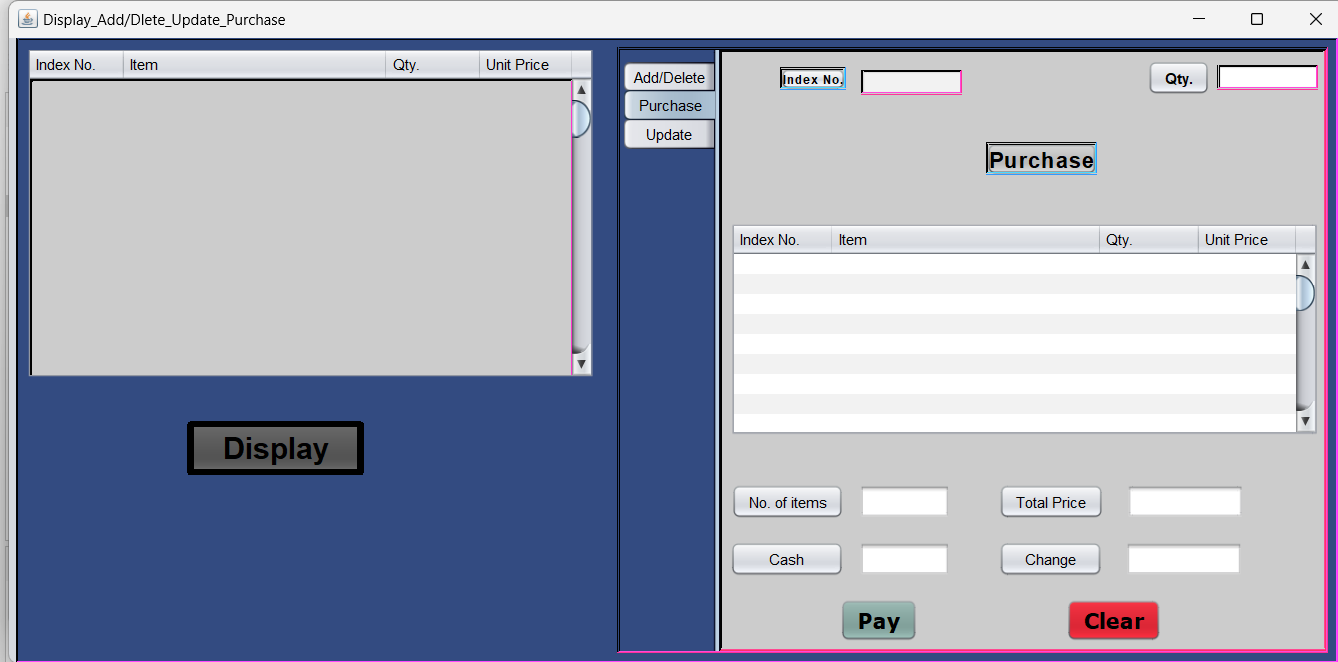 Display_Add/Dlete_Update_Purchase
Index No. Item Qty. Unit Price
Display
Add/Delete
Purchase
Update
Index No. Qty.
Purchase
Index No. Item Qty. Unit Price
No. of items Total Price
Cash Change
Pay Clear